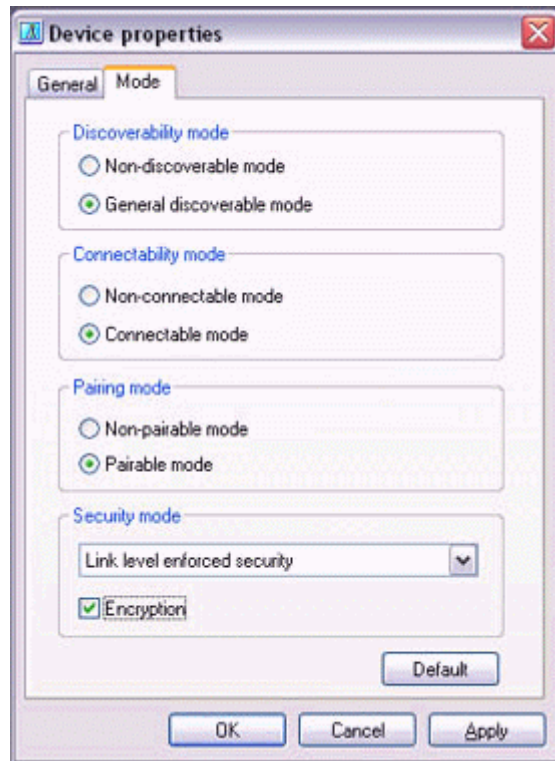 Device properties
General Mode
Discoverability mode
Non-discoverable mode
General discoverable mode
Connectability mode
Non-connectable mode
Connectable mode
Pairing mode
Non-pairable mode
Pairable mode
Security mode
Link level enforced security
Encryption
Default
OK Cancel Apply